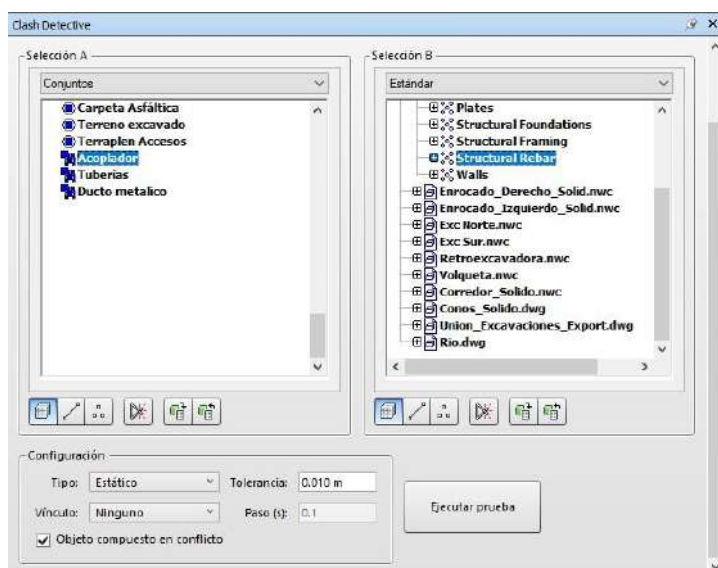 Clash Detective
Selección A
Conjuntos
Carpeta Asfáltica
Terreno excavado
Terraplen Accesos
Acoplador
Tuberias
Ducto metalico
Selección B
Estándar
Plates
Structural Foundations
Structural Framing
Structural Rebar
Walls
Enrocado_Derecho_Solid.nwc
Enrocado_Izquierdo_Solid.nwc
Exc Norte.nwc
Exc Sur.nwc
Retroexcavadora.nwc
Volqueta.nwc
Corredor_Solido.nwc
Conos_Solido.dwg
Union_Excavaciones_Export.dwg
Rio.dwg
Configuración
Tipo: Estático Tolerancia: 0.010 m
Vínculo: Ninguno Paso (s): 0.1
Objeto compuesto en conflicto
Ejecutar prueba